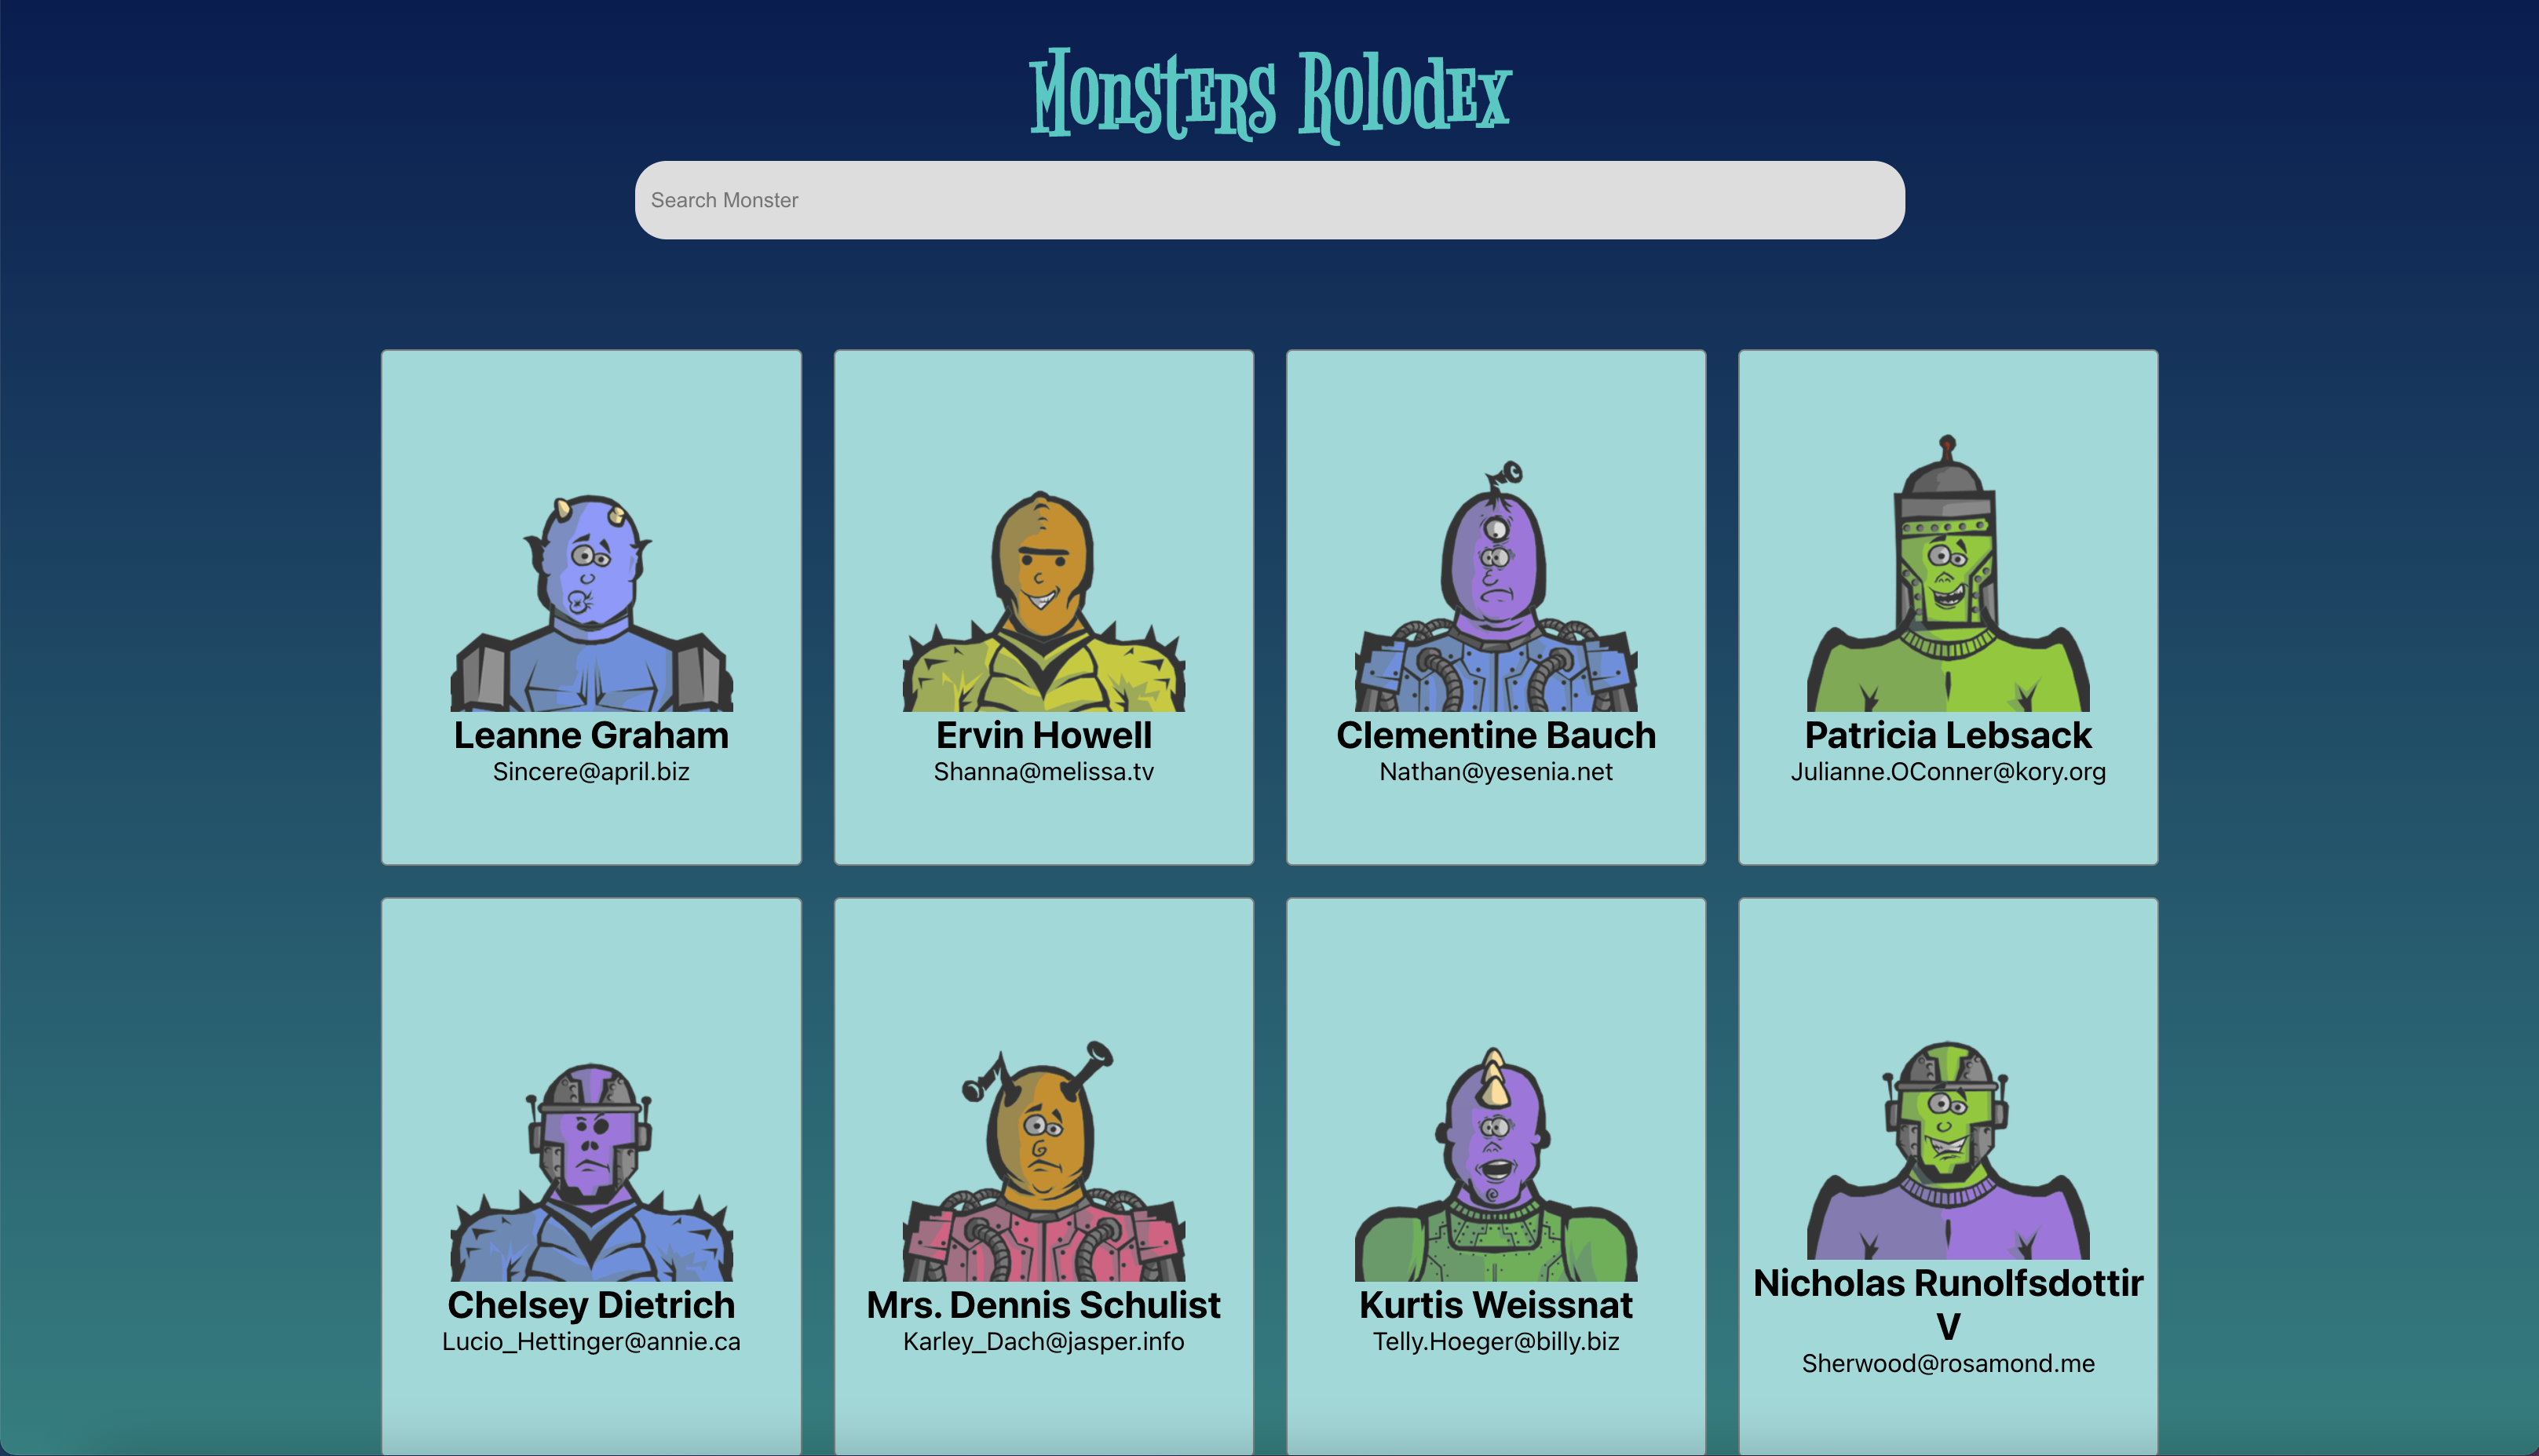 Monsters Rolodex
Search Monster
Leanne Graham
Sincere@april.biz
Ervin Howell
Shanna@melissa.tv
Clementine Bauch
Nathan@yesenia.net
Patricia Lebsack
Julianne.OConner@kory.org
Chelsey Dietrich
Lucio_Hettinger@annie.ca
Mrs. Dennis Schulist
Karley_Dach@jasper.info
Kurtis Weissnat
Telly.Hoeger@billy.biz
Nicholas Runolfsdottir
V
Sherwood@rosamond.me